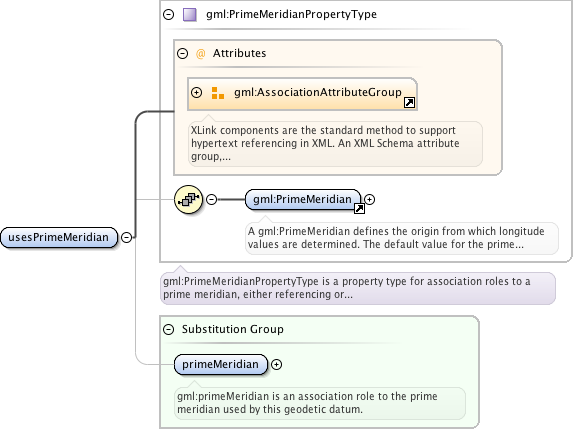 gml:PrimeMeridianPropertyType
@ Attributes
gml:AssociationAttributeGroup
XLink components are the standard method to support
hypertext referencing in XML. An XML Schema attribute
group,...
gml:PrimeMeridian
A gml:PrimeMeridian defines the origin from which longitude
values are determined. The default value for the prime...
usesPrimeMeridian
gml:PrimeMeridianPropertyType is a property type for association roles to a
prime meridian, either referencing or...
Substitution Group
primeMeridian
gml:primeMeridian is an association role to the prime
meridian used by this geodetic datum.